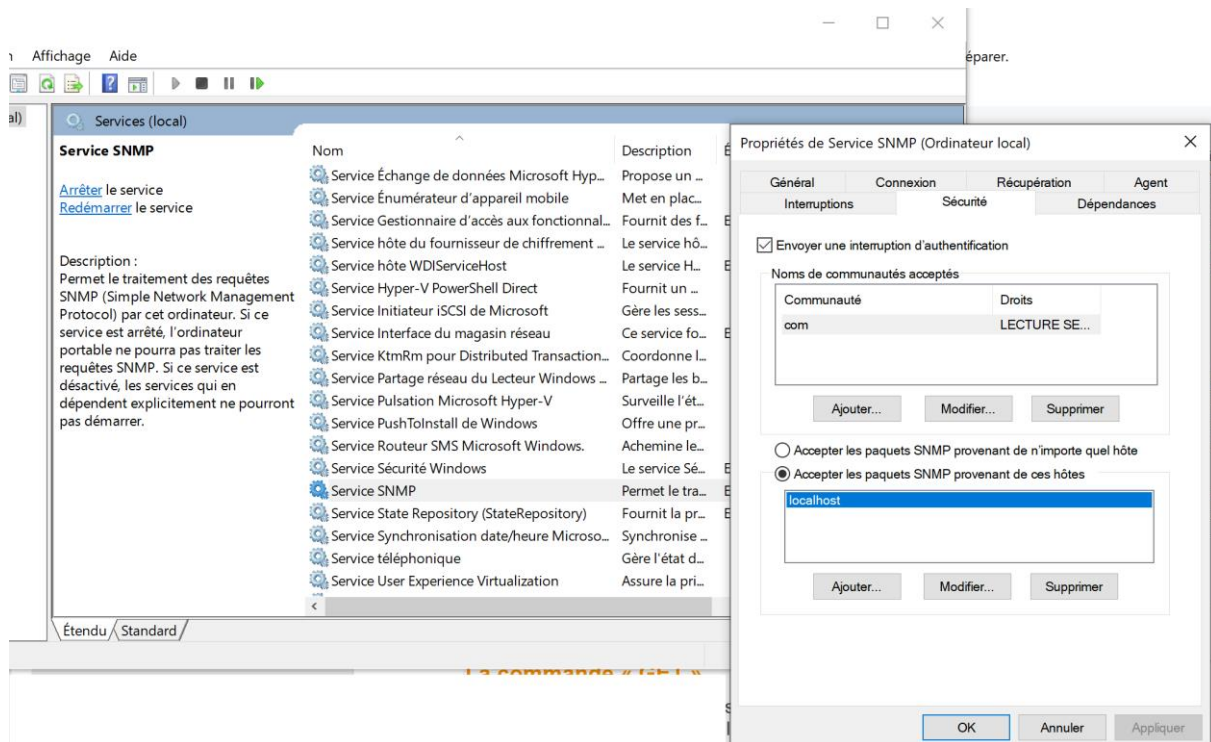 Affichage Aide
éparer.
Services (local)
Service SNMP
Arrêter le service
Redémarrer le service
Description :
Permet le traitement des requêtes
SNMP (Simple Network Management
Protocol) par cet ordinateur. Si ce
service est arrêté, l'ordinateur
portable ne pourra pas traiter les
requêtes SNMP. Si ce service est
désactivé, les services qui en
dépendent explicitement ne pourront
pas démarrer.
Nom Description É
Service Échange de données Microsoft Hyp... Propose un ...
Service Énumérateur d'appareil mobile Met en plac...
Service Gestionnaire d'accès aux fonctionnal... Fournit des f... E
Service hôte du fournisseur de chiffrement ... Le service hô...
Service hôte WDIServiceHost Le service H... E
Service Hyper-V PowerShell Direct Fournit un ...
Service Initiateur iSCSI de Microsoft Gère les sess...
Service Interface du magasin réseau Ce service fo... E
Service KtmRm pour Distributed Transaction... Coordonne l...
Service Partage réseau du Lecteur Windows ... Partage les b...
Service Pulsation Microsoft Hyper-V Surveille l'ét...
Service PushToInstall de Windows Offre une pr...
Service Routeur SMS Microsoft Windows. Achemine le...
Service Sécurité Windows Le service Sé... E
Service SNMP Permet le tra... E
Service State Repository (StateRepository) Fournit la pr... E
Service Synchronisation date/heure Microso... Synchronise ...
Service téléphonique Gère l'état d...
Service User Experience Virtualization Assure la pri...
Étendu Standard
La commande « GET »
Propriétés de Service SNMP (Ordinateur local)
Général Connexion Récupération Agent
Interruptions Sécurité Dépendances
Envoyer une interruption d'authentification
Noms de communautés acceptés
Communauté Droits
com LECTURE SE...
Ajouter... Modifier... Supprimer
Accepter les paquets SNMP provenant de n'importe quel hôte
Accepter les paquets SNMP provenant de ces hôtes
localhost
Ajouter... Modifier... Supprimer
OK Annuler Appliquer